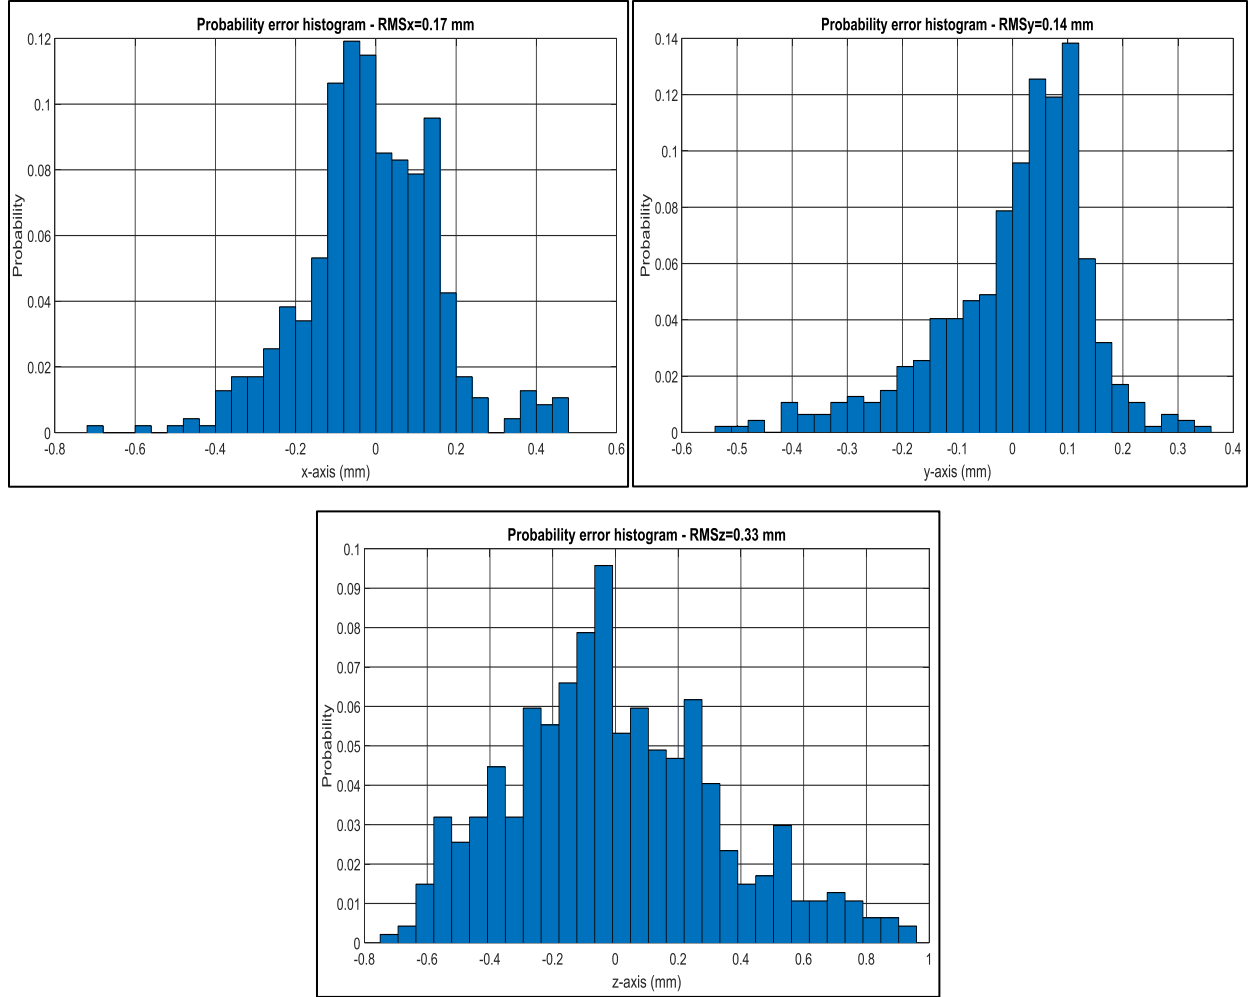 Probability error histogram - RMSx=0.17 mm
0.12
0.1
0.08
0.06
0.04
0.02
0
Probability
-0.8 -0.6 -0.4 -0.2 0 0.2 0.4 0.6
x-axis (mm)
Probability error histogram - RMSy=0.14 mm
0.14
0.12
0.1
0.08
0.06
0.04
0.02
0
Probability
-0.6 -0.5 -0.4 -0.3 -0.2 -0.1 0 0.1 0.2 0.3 0.4
y-axis (mm)
Probability error histogram - RMSz=0.33 mm
0.1
0.09
0.08
0.07
0.06
0.05
0.04
0.03
0.02
0.01
0
Probability
-0.8 -0.6 -0.4 -0.2 0 0.2 0.4 0.6 0.8 1
z-axis (mm)